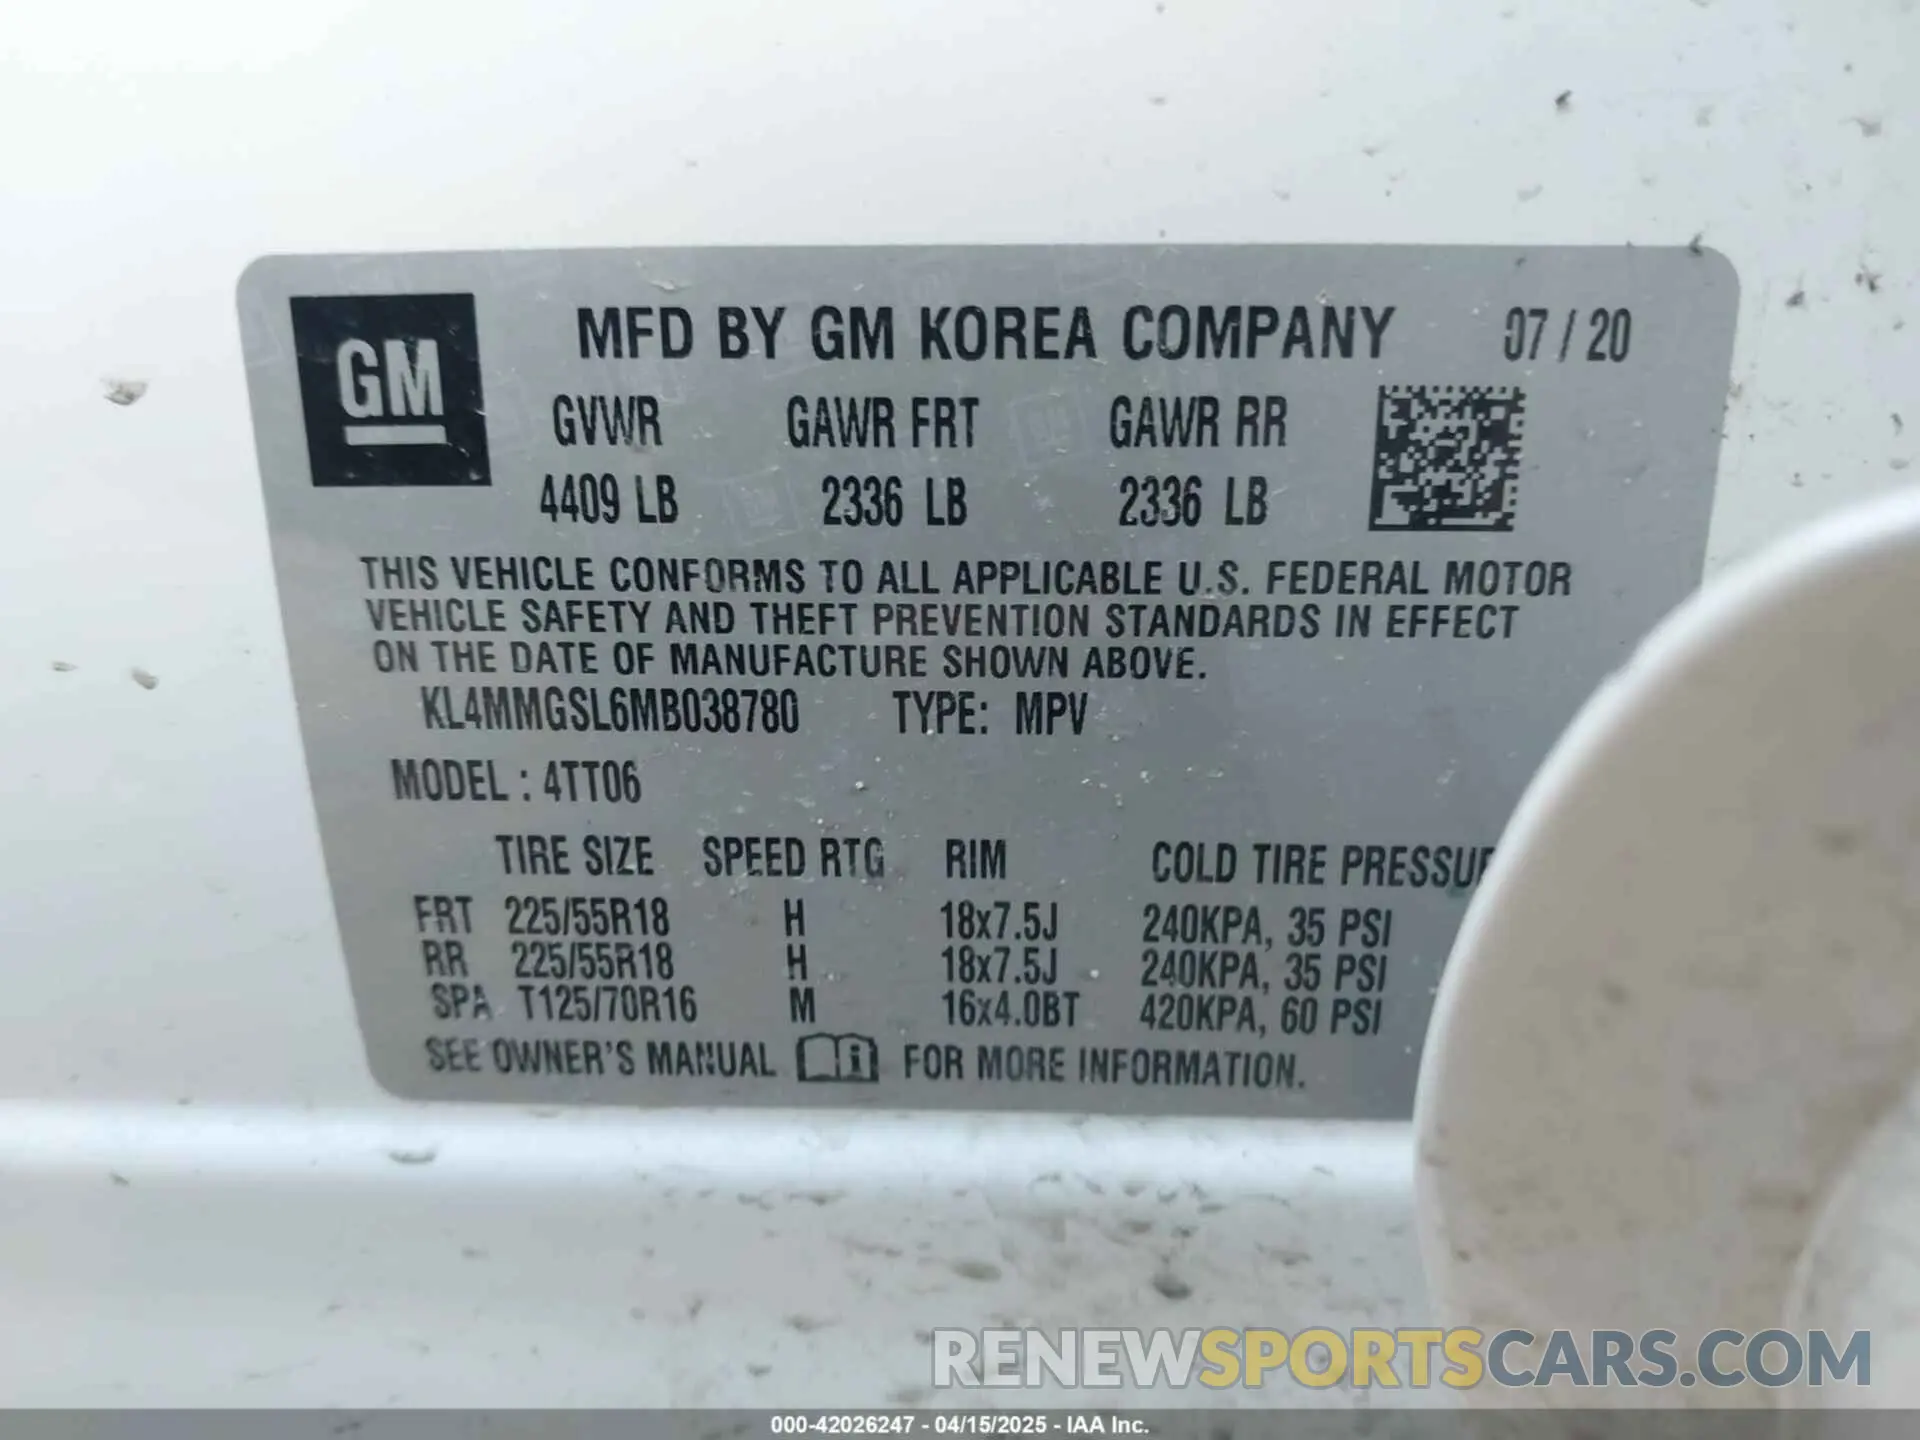 GM
MFD BY GM KOREA COMPANY 07 / 20
GVWR GAWR FRT GAWR RR
4409 LB 2336 LB 2336 LB
THIS VEHICLE CONFORMS TO ALL APPLICABLE U.S. FEDERAL MOTOR
VEHICLE SAFETY AND THEFT PREVENTION STANDARDS IN EFFECT
ON THE DATE OF MANUFACTURE SHOWN ABOVE.
KL4MMGSL6MB038780 TYPE: MPV
MODEL : 4TT06
TIRE SIZE SPEED RTG RIM COLD TIRE PRESSU
FRT 225/55R18 H 18x7.5J 240KPA, 35 PSI
RR 225/55R18 H 18x7.5J 240KPA, 35 PSI
SPA T125/70R16 M 16x4.0BT 420KPA, 60 PSI
SEE OWNER'S MANUAL i FOR MORE INFORMATION.
RENEWSPORTSCARS.COM
000-42026247 - 04/15/2025 - IAA Inc.